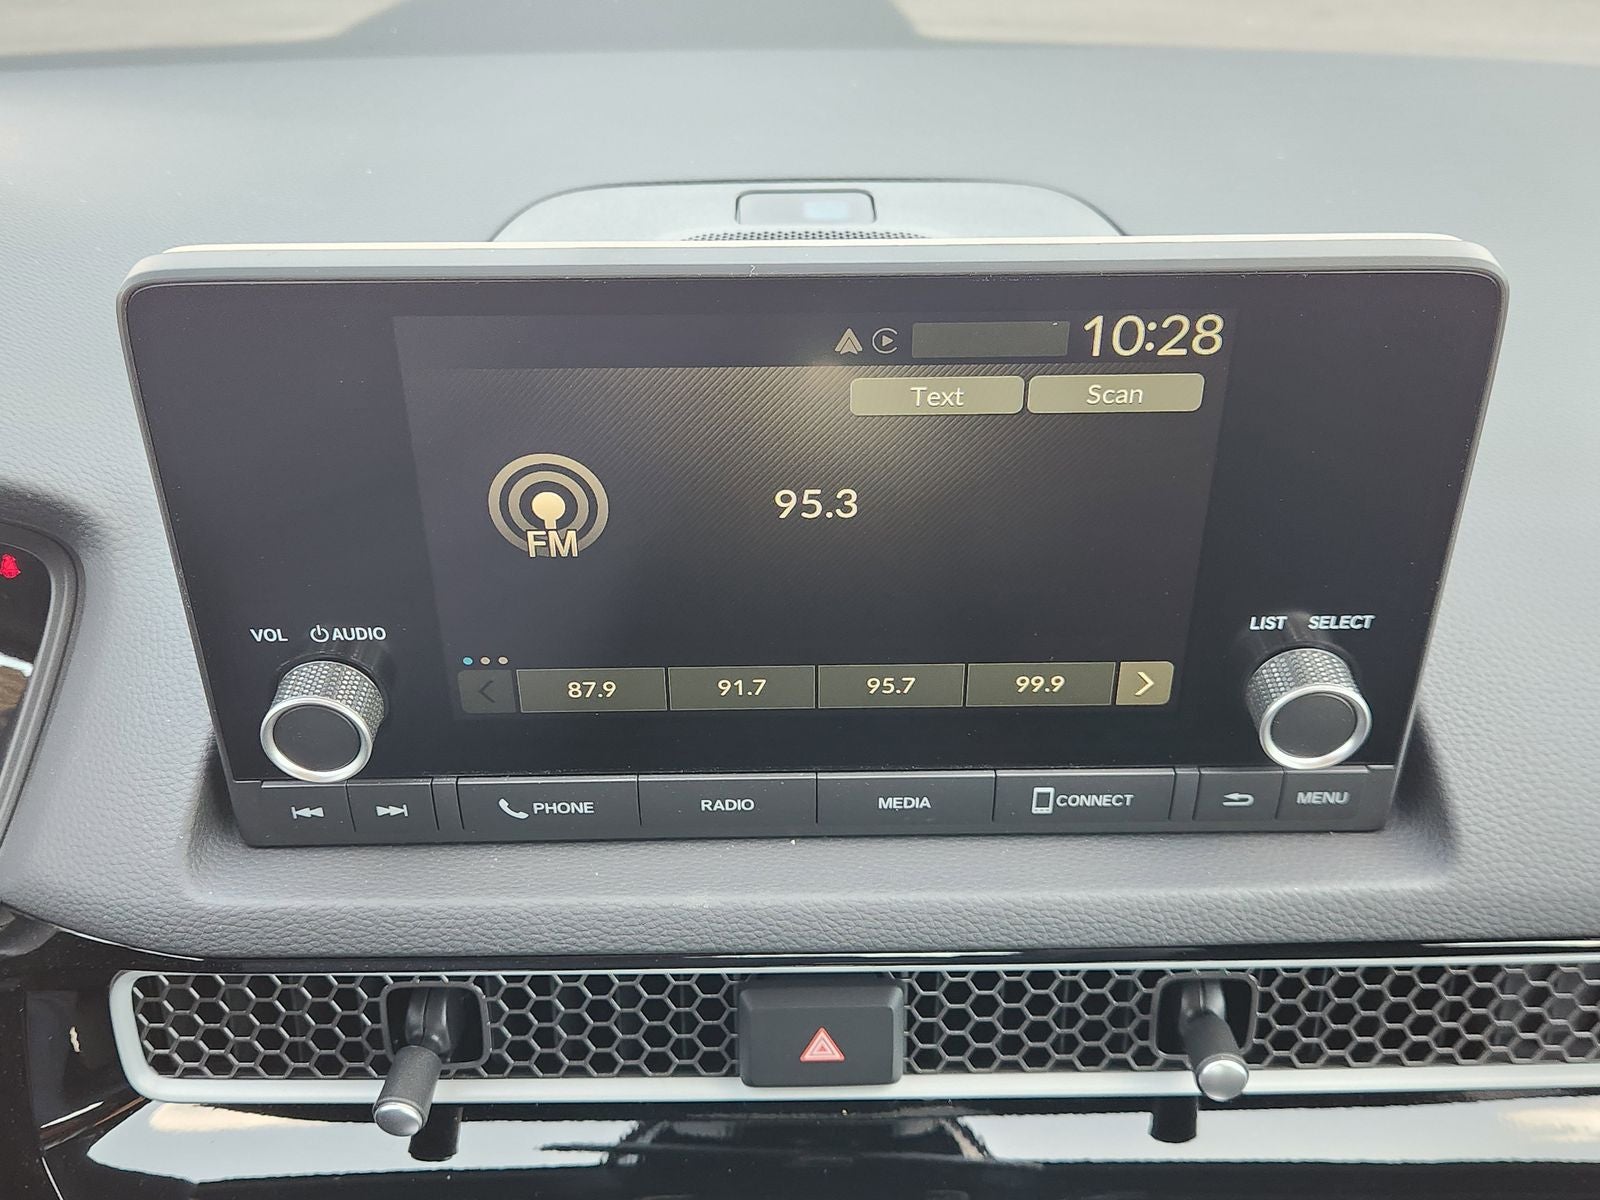 10:28
Text Scan
95.3
FM
VOL AUDIO
LIST SELECT
87.9 91.7 95.7 99.9
PHONE RADIO MEDIA CONNECT MENU